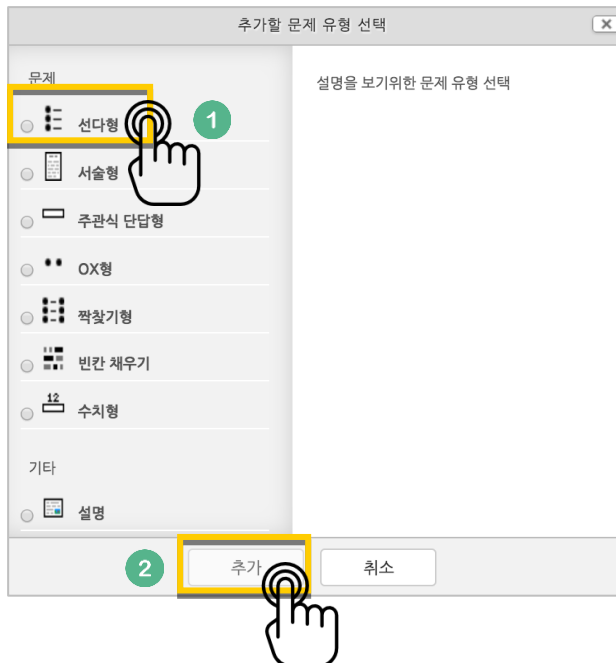 추가할 문제 유형 선택
x
문제
설명을 보기위한 문제 유형 선택
선다형
1
서술형
주관식 단답형
OX형
짝찾기형
빈칸 채우기
12
수치형
기타
설명
2
추가
취소